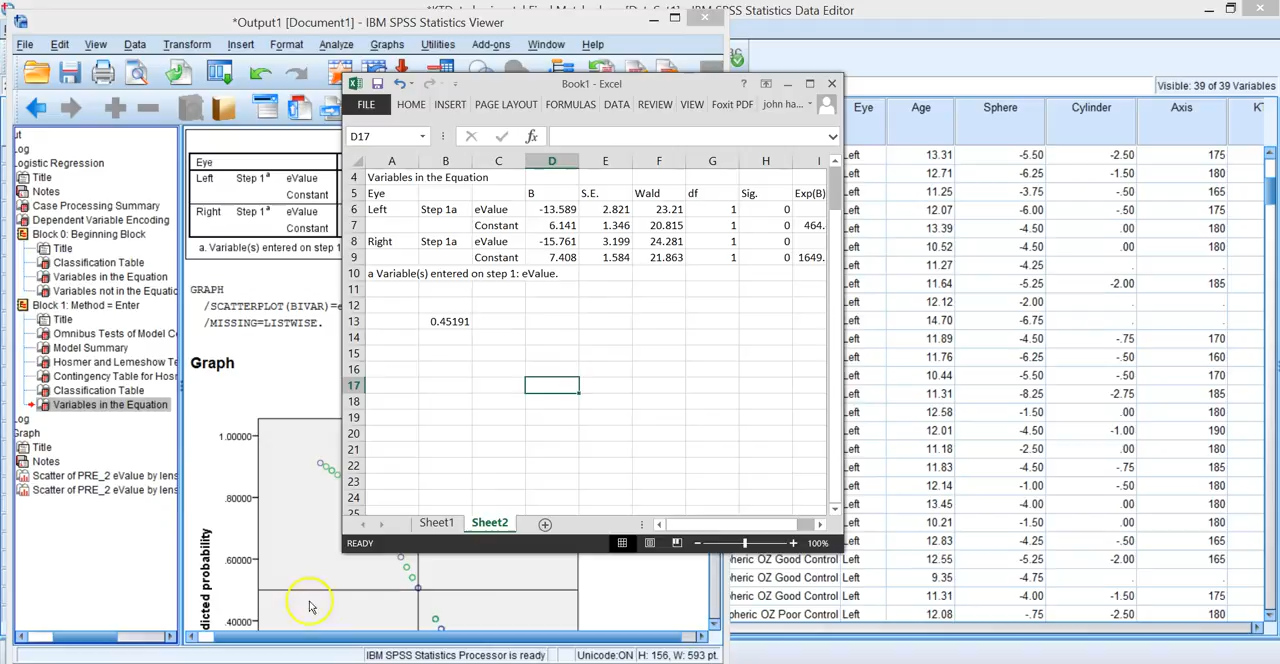 *Output1 [Document1] - IBM SPSS Statistics Viewer
IBM SPSS Statistics Data Editor
File Edit View Data Transform Insert Format Analyze Graphs Utilities Add-ons Window Help
Book1 - Excel
FILE HOME INSERT PAGE LAYOUT FORMULAS DATA REVIEW VIEW Foxit PDF john ha...
D17
fx
A B C D E F G H I
4 Variables in the Equation
5 Eye B S.E. Wald df Sig. Exp(B)
6 Left Step 1a eValue -13.589 2.821 23.21 1 0
7 Constant 6.141 1.346 20.815 1 0 464.
8 Right Step 1a eValue -15.761 3.199 24.281 1 0
9 Constant 7.408 1.584 21.863 1 0 1649.
10 a Variable(s) entered on step 1: eValue.
11
12
13 0.45191
14
15
16
17
18
19
20
21
22
23
24
25
Sheet1 Sheet2
READY
100%
ut
Log
Logistic Regression
Title
Notes
Case Processing Summary
Dependent Variable Encoding
Block 0: Beginning Block
Title
Classification Table
Variables in the Equation
Variables not in the Equation
Block 1: Method = Enter
Title
Omnibus Tests of Model C
Model Summary
Hosmer and Lemeshow Te
Contingency Table for Hos
Classification Table
Variables in the Equation
Log
Graph
Title
Notes
Scatter of PRE_2 eValue by lens
Scatter of PRE_2 eValue by lens
Eye
Left Step 1a eValue
Constant
Right Step 1a eValue
Constant
a. Variable(s) entered on step 1
GRAPH
/SCATTERPLOT(BIVAR)=e
/MISSING=LISTWISE.
Graph
1.00000
.80000
.60000
.40000
dicted probability
IBM SPSS Statistics Processor is ready Unicode:ON H: 156, W: 593 pt.
Visible: 39 of 39 Variables
Eye Age Sphere Cylinder Axis
Left 13.31 -5.50 -2.50 175
Left 12.71 -6.25 -1.50 180
Left 11.25 -3.75 -.50 165
Left 12.07 -6.00 -.50 175
Left 13.39 -4.50 .00 180
Left 10.52 -4.50 .00 180
Left 11.27 -4.25 . .
Left 11.64 -5.25 -2.00 185
Left 12.12 -2.00 . .
Left 14.70 -6.75 . .
Left 11.89 -4.50 -.75 170
Left 11.76 -6.25 -.50 160
Left 10.44 -5.50 -.50 170
Left 11.31 -8.25 -2.75 185
Left 12.58 -1.50 .00 180
Left 12.01 -4.50 -1.00 190
Left 11.18 -2.50 .00 180
Left 11.83 -4.50 -.75 185
Left 12.14 -1.00 -.50 180
Left 13.45 -4.00 .00 180
Left 10.21 -1.50 .00 180
Left 12.83 -4.25 -.50 165
pheric OZ Good Control Left 12.55 -5.25 -2.00 165
pheric OZ Good Control Left 9.35 -4.75 . .
pheric OZ Good Control Left 11.31 -4.00 -1.50 175
pheric OZ Poor Control Left 12.08 -.75 -2.50 180